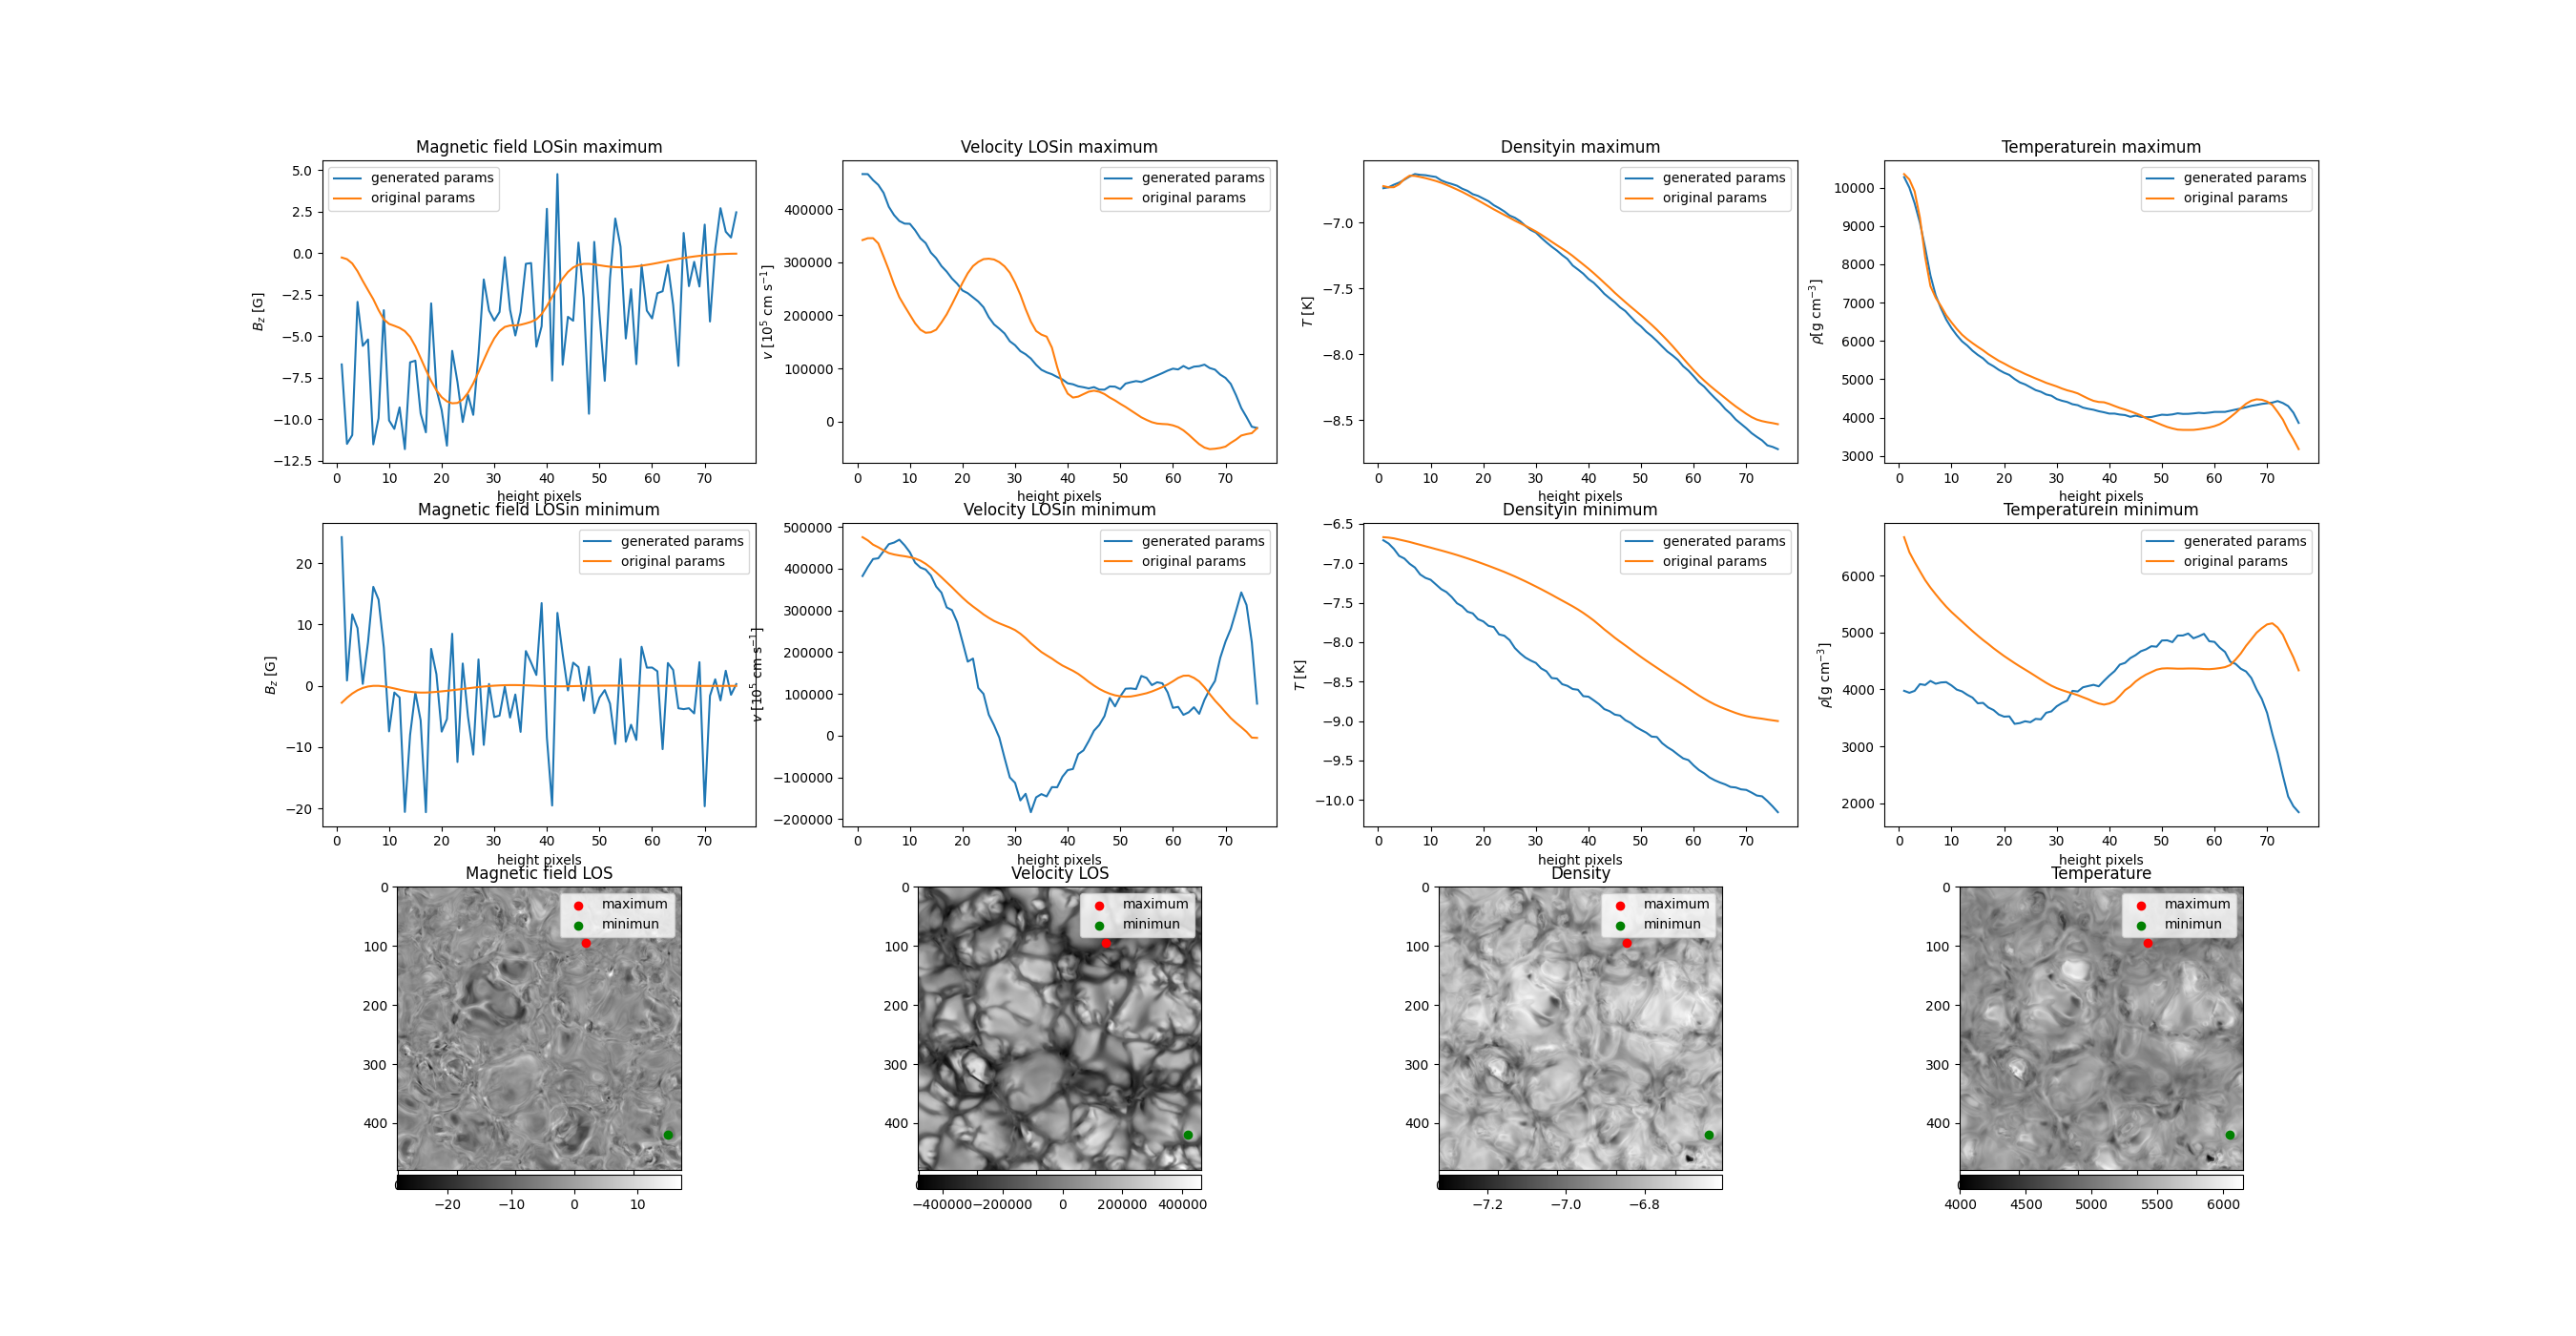 Magnetic field LOSin maximum
5.0
2.5
0.0
−2.5
−5.0
−7.5
−10.0
−12.5
B_z [G]
generated params
original params
0 10 20 30 40 50 60 70
height pixels
Velocity LOSin maximum
400000
300000
200000
100000
0
v [10^5 cm s^−1]
generated params
original params
0 10 20 30 40 50 60 70
height pixels
Densityin maximum
−7.0
−7.5
−8.0
−8.5
T [K]
generated params
original params
0 10 20 30 40 50 60 70
height pixels
Temperaturein maximum
10000
9000
8000
7000
6000
5000
4000
3000
ρ[g cm^−3]
generated params
original params
0 10 20 30 40 50 60 70
height pixels
Magnetic field LOSin minimum
20
10
0
−10
−20
B_z [G]
generated params
original params
0 10 20 30 40 50 60 70
height pixels
Velocity LOSin minimum
500000
400000
300000
200000
100000
0
−100000
−200000
v [10^5 cm s^−1]
generated params
original params
0 10 20 30 40 50 60 70
height pixels
Densityin minimum
−6.5
−7.0
−7.5
−8.0
−8.5
−9.0
−9.5
−10.0
T [K]
generated params
original params
0 10 20 30 40 50 60 70
height pixels
Temperaturein minimum
6000
5000
4000
3000
2000
ρ[g cm^−3]
generated params
original params
0 10 20 30 40 50 60 70
height pixels
Magnetic field LOS
0
100
200
300
400
maximum
minimun
−20 −10 0 10
Velocity LOS
0
100
200
300
400
maximum
minimun
−400000 −200000 0 200000 400000
Density
0
100
200
300
400
maximum
minimun
−7.2 −7.0 −6.8
Temperature
0
100
200
300
400
maximum
minimun
4000 4500 5000 5500 6000